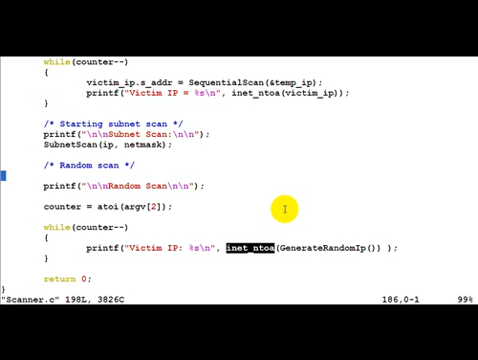 while(counter--)
{
victim_ip.s_addr = SequentialScan(&temp_ip);
printf("Victim IP = %s\n", inet_ntoa(victim_ip));
}
/* Starting subnet scan */
printf("\n\nSubnet Scan:\n\n");
SubnetScan(ip, netmask);
/* Random scan */
printf("\n\nRandom Scan\n\n");
counter = atoi(argv[2]);
while(counter--)
{
printf("Victim IP: %s\n", inet_ntoa(GenerateRandomIp()) );
}
return 0;
}
"Scanner.c" 198L, 3826C 186,0-1 99%